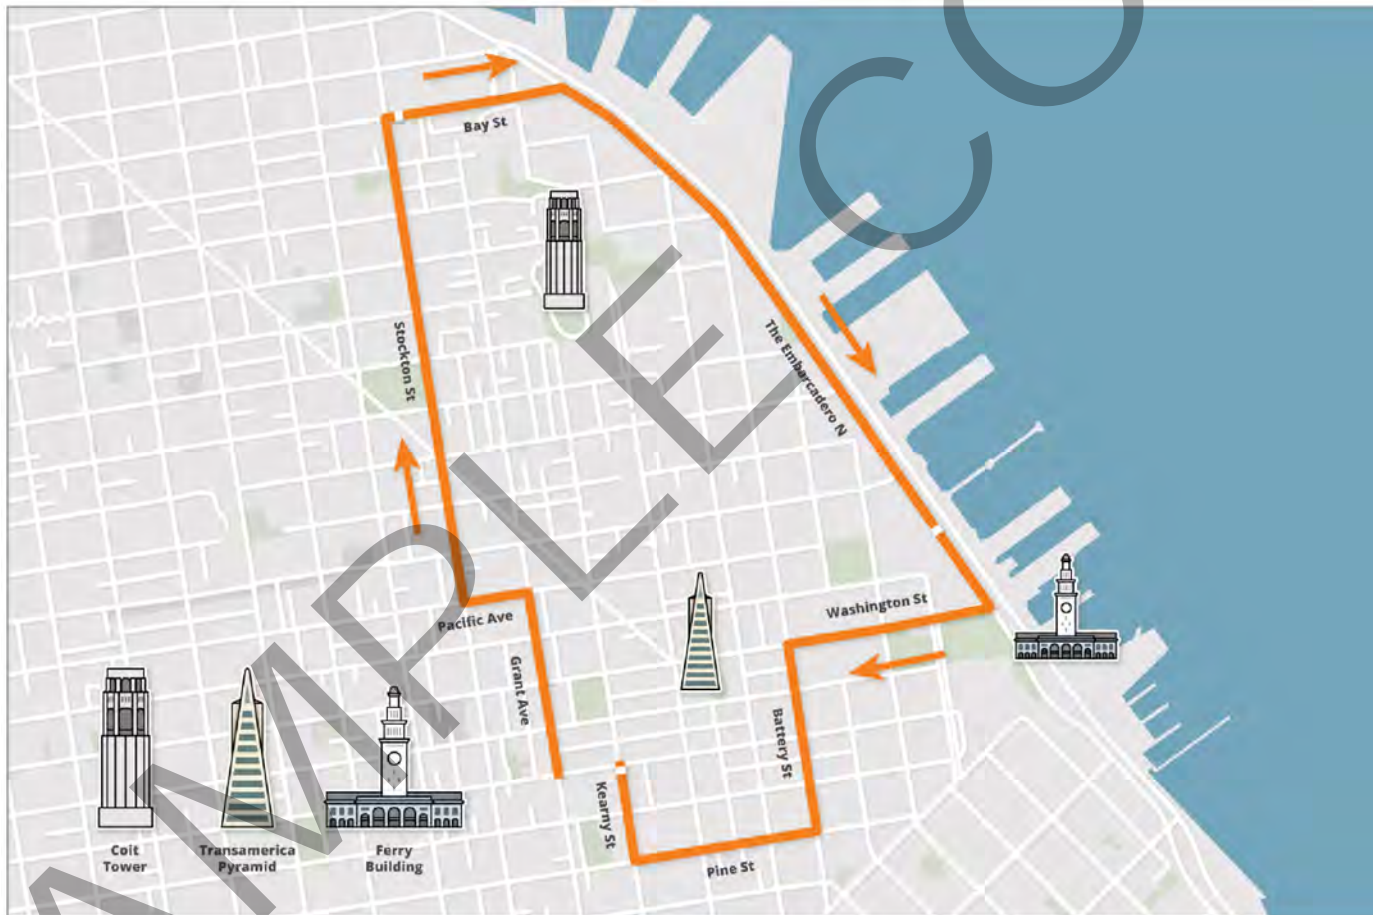 Bay St
Stockton St
The Embarcadero N
Washington St
Pacific Ave
Grant Ave
Battery St
Kearny St
Pine St
Coit
Tower
Transamerica
Pyramid
Ferry
Building
AMPLE CO